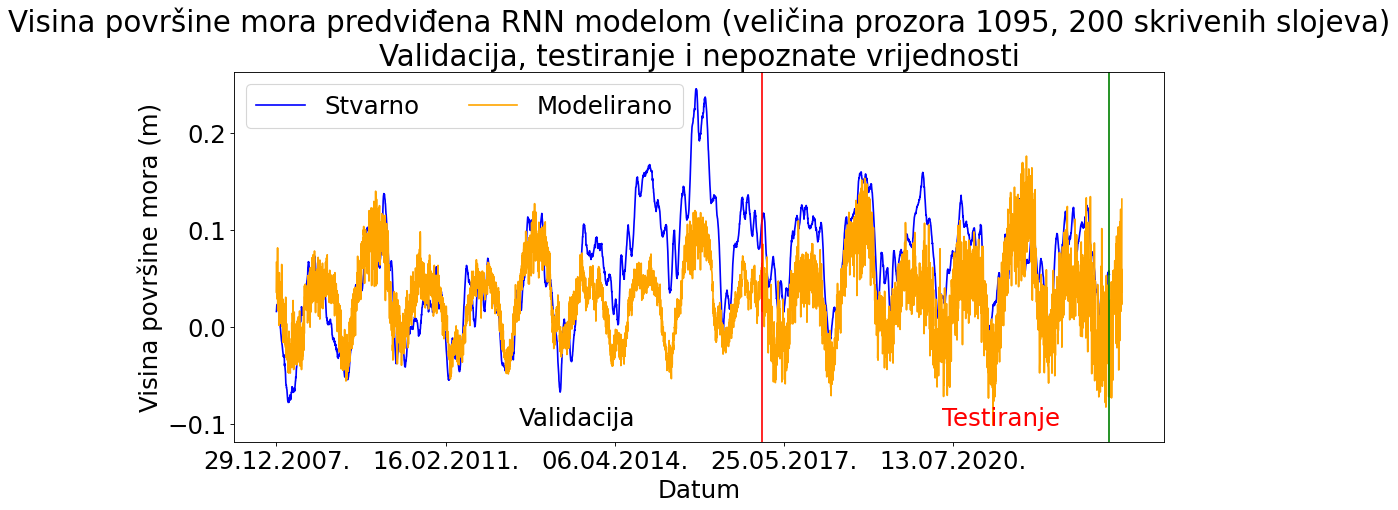 Visina površine mora predviđena RNN modelom (veličina prozora 1095, 200 skrivenih slojeva)
Validacija, testiranje i nepoznate vrijednosti
Stvarno
Modelirano
Visina površine mora (m)
0.2
0.1
0.0
−0.1
Validacija
Testiranje
29.12.2007.
16.02.2011.
06.04.2014.
25.05.2017.
13.07.2020.
Datum